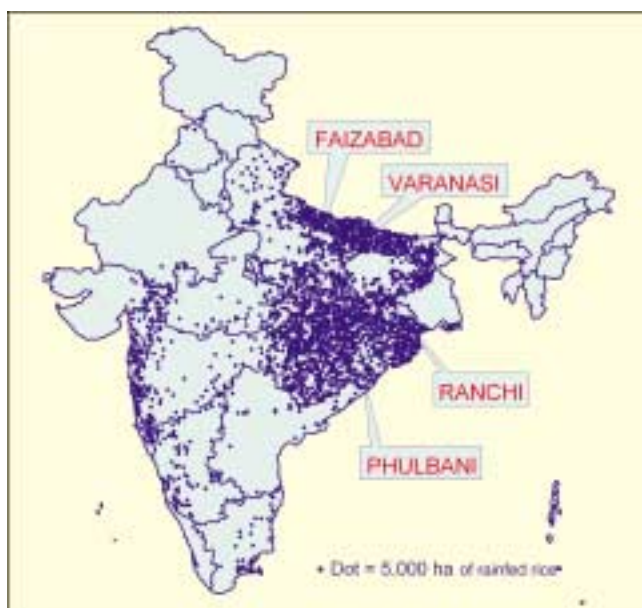 FAIZABAD
VARANASI
RANCHI
PHULBANI
Dot = 5,000 ha of rainfed rice